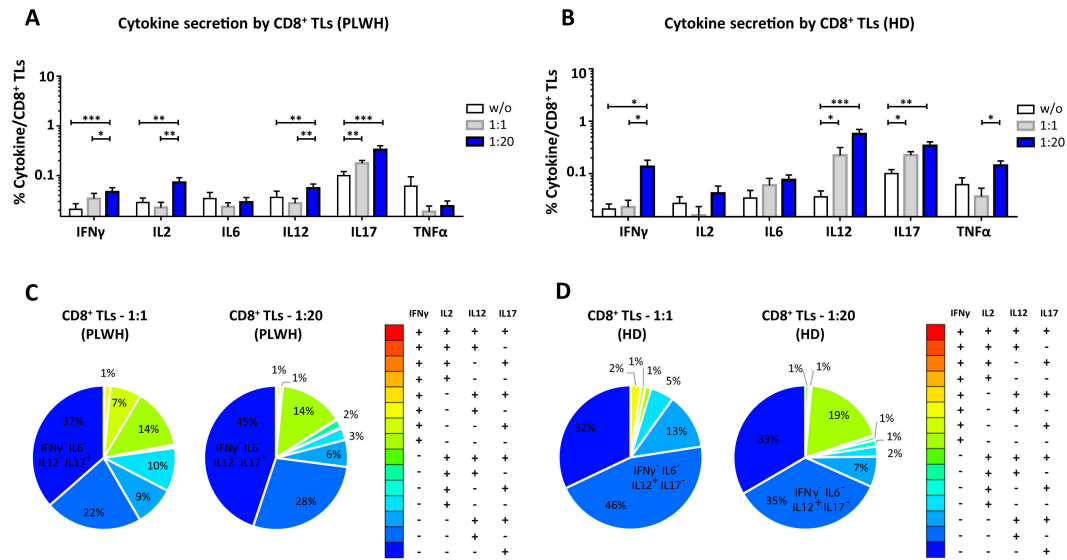 A
Cytokine secretion by CD8⁺ TLs (PLWH)
% Cytokine/CD8⁺ TLs
10
1
0.1
*** ** ** ***
* ** ** **
w/o
1:1
1:20
IFNγ IL2 IL6 IL12 IL17 TNFα
B
Cytokine secretion by CD8⁺ TLs (HD)
% Cytokine/CD8⁺ TLs
10
1
0.1
* *** **
* * * *
w/o
1:1
1:20
IFNγ IL2 IL6 IL12 IL17 TNFα
C
CD8⁺ TLs - 1:1
(PLWH)
1%
7%
14%
10%
9%
22%
37%
IFNγ⁻ IL6⁻
IL12⁻ IL17⁺
CD8⁺ TLs - 1:20
(PLWH)
1%
1%
14%
2%
3%
6%
28%
45%
IFNγ⁻ IL6⁻
IL12⁻ IL17⁺
IFNγ IL2 IL12 IL17
+ + + +
+ + + -
+ + - +
+ + - -
+ - + +
+ - + -
+ - - +
+ - - -
- + + +
- + + -
- + - +
- + - -
- - + +
- - + -
- - - +
D
CD8⁺ TLs - 1:1
(HD)
2%
1%
1%
5%
13%
46%
IFNγ⁻ IL6⁻
IL12⁺ IL17⁻
32%
CD8⁺ TLs - 1:20
(HD)
1%
1%
19%
1%
1%
2%
7%
35%
IFNγ⁻ IL6⁻
IL12⁺ IL17⁻
33%
IFNγ IL2 IL12 IL17
+ + + +
+ + + -
+ + - +
+ + - -
+ - + +
+ - + -
+ - - +
+ - - -
- + + +
- + + -
- + - +
- + - -
- - + +
- - + -
- - - +